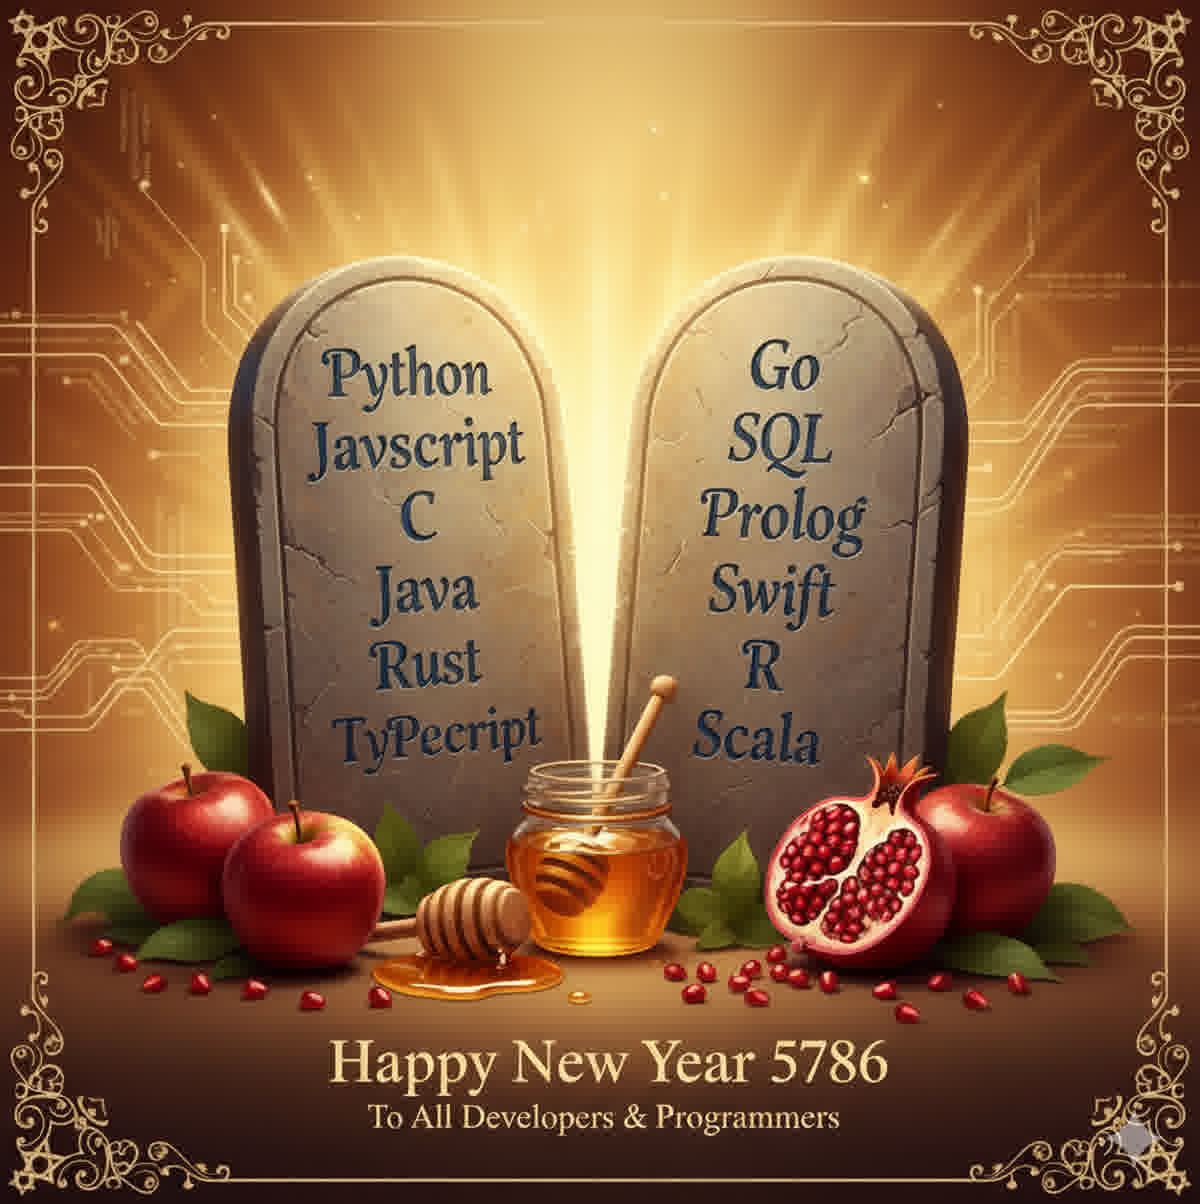 Python
Javscript
C
Java
Rust
TyPecript
Go
SQL
Prolog
Swift
R
Scala
Happy New Year 5786
To All Developers & Programmers